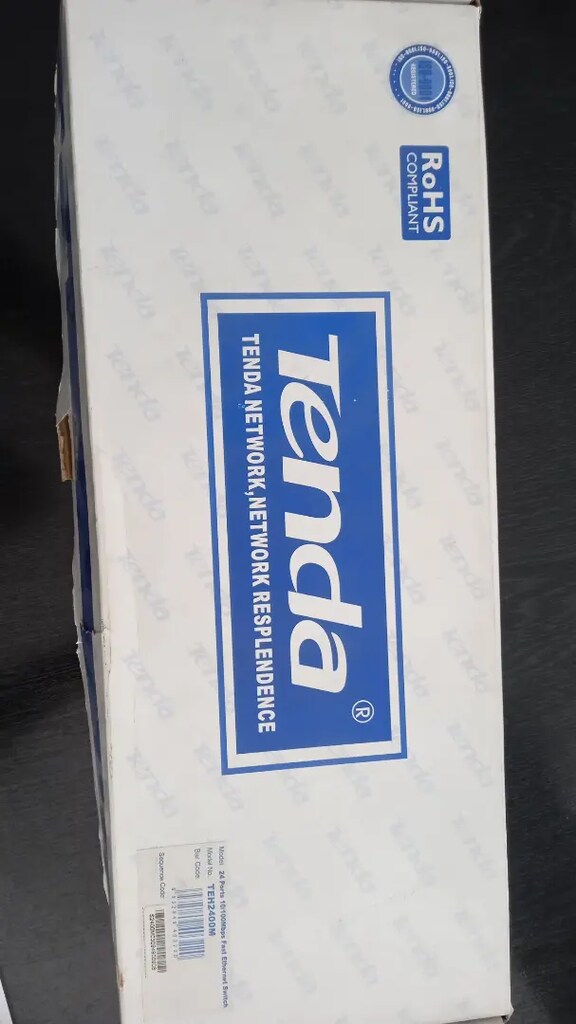 RoHS
COMPLIANT
Tenda®
TENDA NETWORK,NETWORK RESPLENDENCE
Model: 24 Ports 10/100Mbps Fast Ethernet Switch
Model No: TEH2400M
Bar Code:
Sequence Code: